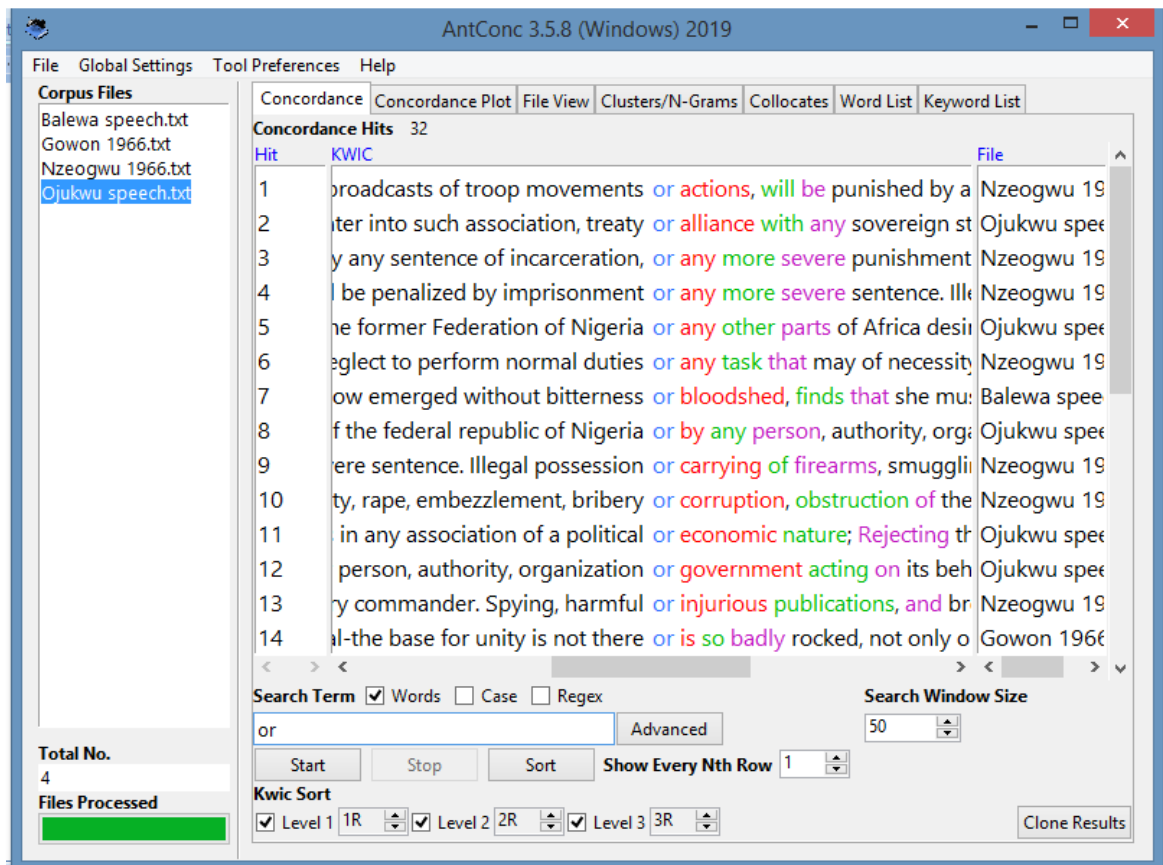 AntConc 3.5.8 (Windows) 2019
File Global Settings Tool Preferences Help
Corpus Files
Balewa speech.txt
Gowon 1966.txt
Nzeogwu 1966.txt
Ojukwu speech.txt
Total No.
4
Files Processed
Concordance Concordance Plot File View Clusters/N-Grams Collocates Word List Keyword List
Concordance Hits 32
Hit KWIC File
1 broadcasts of troop movements or actions, will be punished by a Nzeogwu 19
2 nter into such association, treaty or alliance with any sovereign st Ojukwu spee
3 y any sentence of incarceration, or any more severe punishment Nzeogwu 19
4 l be penalized by imprisonment or any more severe sentence. Ille Nzeogwu 19
5 he former Federation of Nigeria or any other parts of Africa desir Ojukwu spee
6 eglect to perform normal duties or any task that may of necessity Nzeogwu 19
7 ow emerged without bitterness or bloodshed, finds that she mus Balewa spee
8 f the federal republic of Nigeria or by any person, authority, orga Ojukwu spee
9 ere sentence. Illegal possession or carrying of firearms, smugglin Nzeogwu 19
10 ty, rape, embezzlement, bribery or corruption, obstruction of the Nzeogwu 19
11 in any association of a political or economic nature; Rejecting th Ojukwu spee
12 person, authority, organization or government acting on its beh Ojukwu spee
13 ry commander. Spying, harmful or injurious publications, and br Nzeogwu 19
14 al-the base for unity is not there or is so badly rocked, not only o Gowon 1966
Search Term Words Case Regex Search Window Size
or Advanced 50
Start Stop Sort Show Every Nth Row 1
Kwic Sort
Level 1 1R Level 2 2R Level 3 3R Clone Results